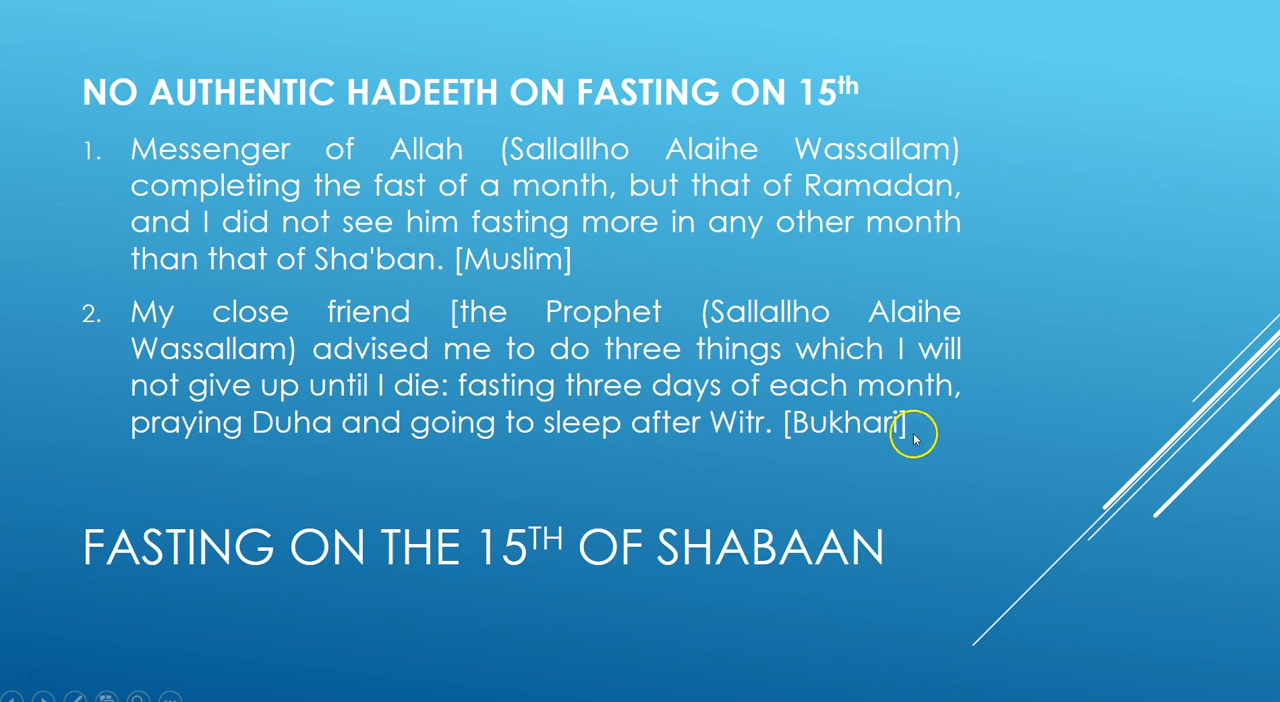 NO AUTHENTIC HADEETH ON FASTING ON 15th
1. Messenger of Allah (Sallallho Alaihe Wassallam)
completing the fast of a month, but that of Ramadan,
and I did not see him fasting more in any other month
than that of Sha'ban. [Muslim]
2. My close friend [the Prophet (Sallallho Alaihe
Wassallam) advised me to do three things which I will
not give up until I die: fasting three days of each month,
praying Duha and going to sleep after Witr. [Bukhari]
FASTING ON THE 15TH OF SHABAAN